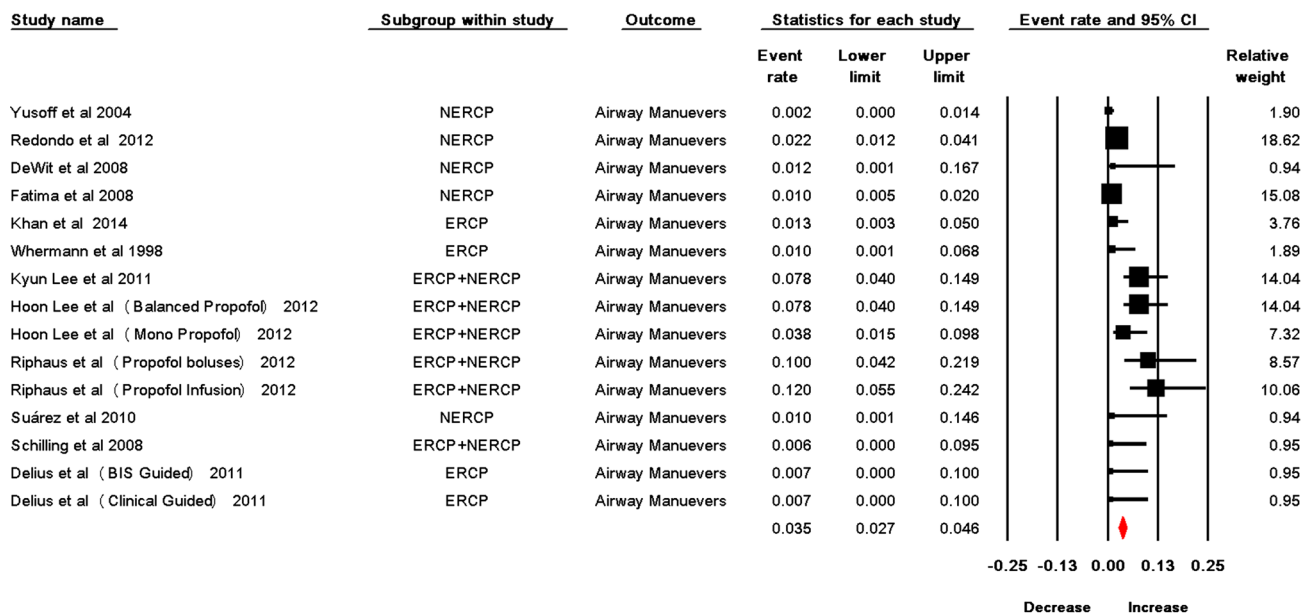 Study name Subgroup within study Outcome Statistics for each study Event rate and 95% CI
Event Lower Upper Relative
rate limit limit weight
Yusoff et al 2004 NERCP Airway Manuevers 0.002 0.000 0.014 1.90
Redondo et al 2012 NERCP Airway Manuevers 0.022 0.012 0.041 18.62
DeWit et al 2008 NERCP Airway Manuevers 0.012 0.001 0.167 0.94
Fatima et al 2008 NERCP Airway Manuevers 0.010 0.005 0.020 15.08
Khan et al 2014 ERCP Airway Manuevers 0.013 0.003 0.050 3.76
Whermann et al 1998 ERCP Airway Manuevers 0.010 0.001 0.068 1.89
Kyun Lee et al 2011 ERCP+NERCP Airway Manuevers 0.078 0.040 0.149 14.04
Hoon Lee et al ( Balanced Propofol) 2012 ERCP+NERCP Airway Manuevers 0.078 0.040 0.149 14.04
Hoon Lee et al ( Mono Propofol) 2012 ERCP+NERCP Airway Manuevers 0.038 0.015 0.098 7.32
Riphaus et al ( Propofol boluses) 2012 ERCP+NERCP Airway Manuevers 0.100 0.042 0.219 8.57
Riphaus et al ( Propofol Infusion) 2012 ERCP+NERCP Airway Manuevers 0.120 0.055 0.242 10.06
Suárez et al 2010 NERCP Airway Manuevers 0.010 0.001 0.146 0.94
Schilling et al 2008 ERCP+NERCP Airway Manuevers 0.006 0.000 0.095 0.95
Delius et al ( BIS Guided) 2011 ERCP Airway Manuevers 0.007 0.000 0.100 0.95
Delius et al ( Clinical Guided) 2011 ERCP Airway Manuevers 0.007 0.000 0.100 0.95
0.035 0.027 0.046
-0.25 -0.13 0.00 0.13 0.25
Decrease Increase